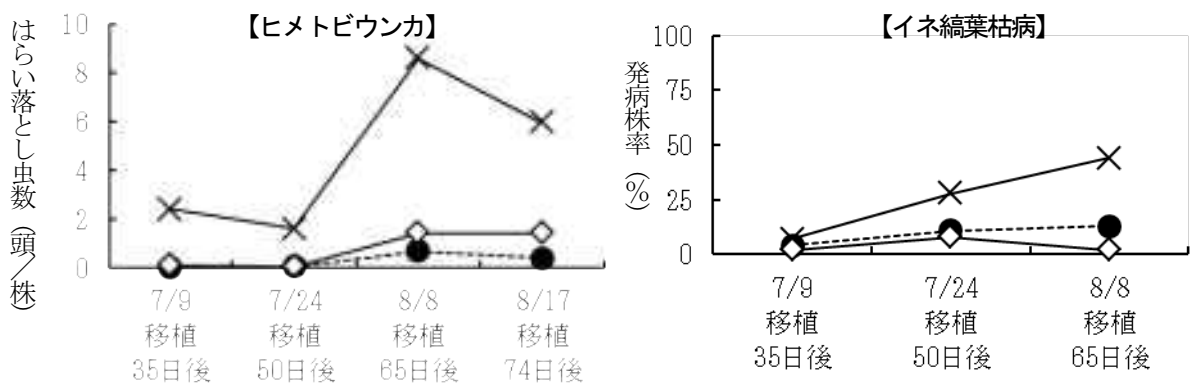 【ヒメトビウンカ】
はらい落とし虫数（頭／株）
10
8
6
4
2
0
7/9
移植
35日後
7/24
移植
50日後
8/8
移植
65日後
8/17
移植
74日後
【イネ縞葉枯病】
発病株率（%）
100
75
50
25
0
7/9
移植
35日後
7/24
移植
50日後
8/8
移植
65日後